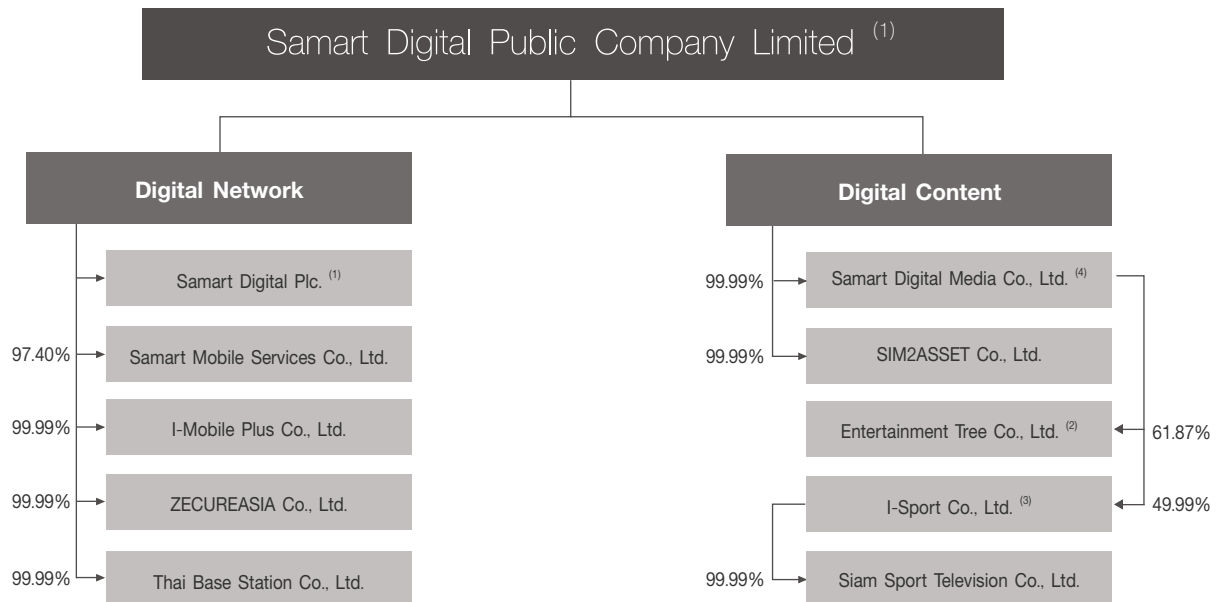 Samart Digital Public Company Limited (1)
Digital Network
Samart Digital Plc. (1)
97.40%
Samart Mobile Services Co., Ltd.
99.99%
I-Mobile Plus Co., Ltd.
99.99%
ZECUREASIA Co., Ltd.
99.99%
Thai Base Station Co., Ltd.
Digital Content
99.99%
Samart Digital Media Co., Ltd. (4)
99.99%
SIM2ASSET Co., Ltd.
Entertainment Tree Co., Ltd. (2)
61.87%
I-Sport Co., Ltd. (3)
49.99%
99.99%
Siam Sport Television Co., Ltd.